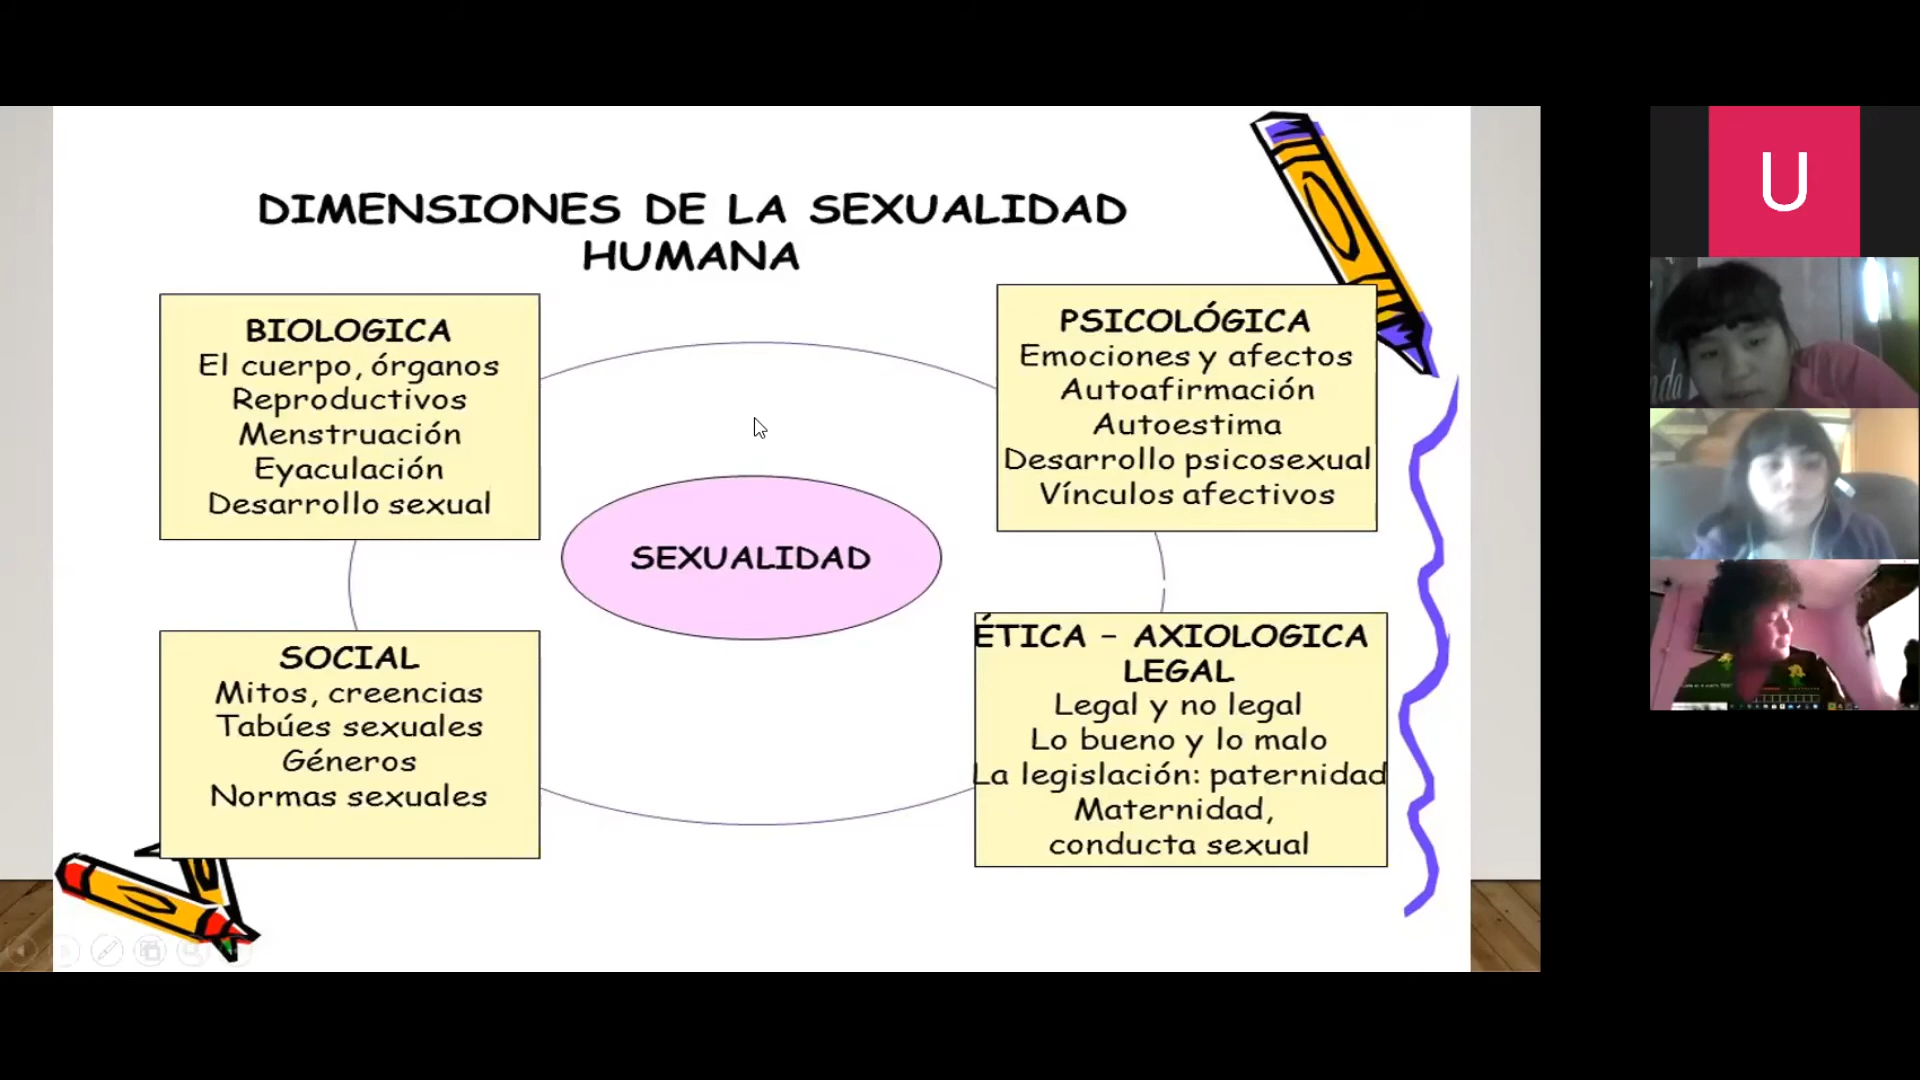 DIMENSIONES DE LA SEXUALIDAD
HUMANA
BIOLOGICA
El cuerpo, órganos
Reproductivos
Menstruación
Eyaculación
Desarrollo sexual
PSICOLÓGICA
Emociones y afectos
Autoafirmación
Autoestima
Desarrollo psicosexual
Vínculos afectivos
SEXUALIDAD
SOCIAL
Mitos, creencias
Tabúes sexuales
Géneros
Normas sexuales
ÉTICA – AXIOLOGICA
LEGAL
Legal y no legal
Lo bueno y lo malo
La legislación: paternidad
Maternidad,
conducta sexual
U